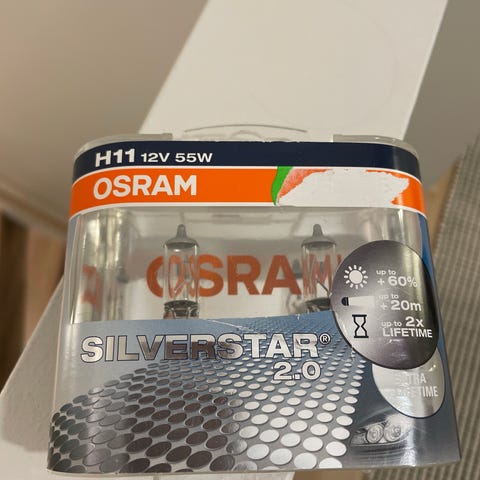 H11 12V 55W
OSRAM
OSRAM
up to
+ 60%
up to
+ 20m
up to 2x
LIFETIME
SILVERSTAR®
2.0